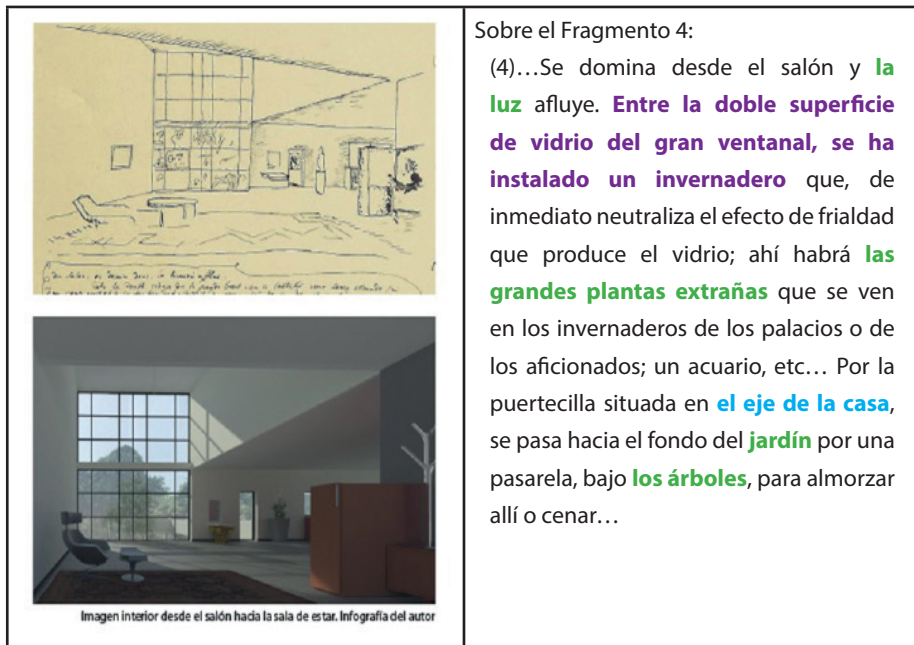 Sobre el Fragmento 4:
(4)…Se domina desde el salón y la
luz afluye. Entre la doble superficie
de vidrio del gran ventanal, se ha
instalado un invernadero que, de
inmediato neutraliza el efecto de frialdad
que produce el vidrio; ahí habrá las
grandes plantas extrañas que se ven
en los invernaderos de los palacios o de
los aficionados; un acuario, etc… Por la
puertecilla situada en el eje de la casa,
se pasa hacia el fondo del jardín por una
pasarela, bajo los árboles, para almorzar
allí o cenar…
Imagen interior desde el salón hacia la sala de estar. Infografía del autor